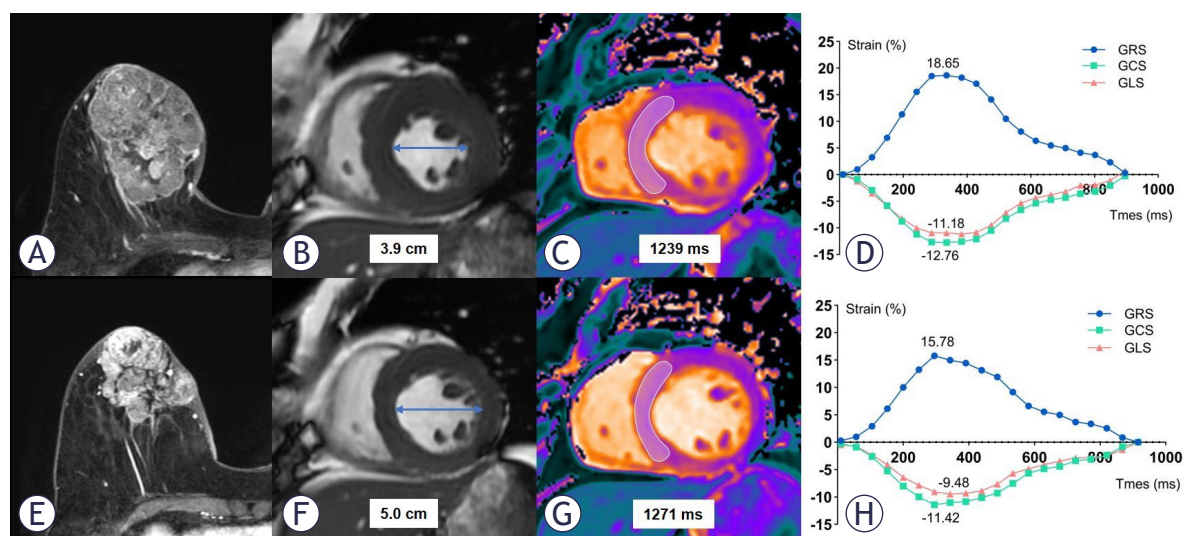 A
B
3.9 cm
C
1239 ms
25
20
15
10
5
0
-5
-10
-15
Strain (%)
18.65
GRS
GCS
GLS
200
400
600
800
1000
Tmes (ms)
-11.18
-12.76
D
E
F
5.0 cm
G
1271 ms
25
20
15
10
5
0
-5
-10
-15
Strain (%)
15.78
GRS
GCS
GLS
200
400
600
800
1000
Tmes (ms)
-9.48
-11.42
H